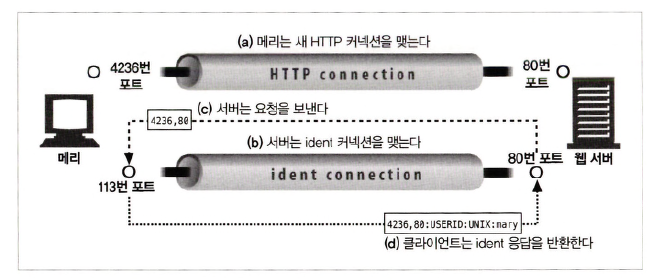 (a) 메리는 새 HTTP 커넥션을 맺는다
4236번
포트
HTTP connection
80번
포트
(c) 서버는 요청을 보낸다
4236,80
메리
웹 서버
(b) 서버는 ident 커넥션을 맺는다
113번 포트
ident connection
80번 포트
4236,80:USERID:UNIX:mary
(d) 클라이언트는 ident 응답을 반환한다